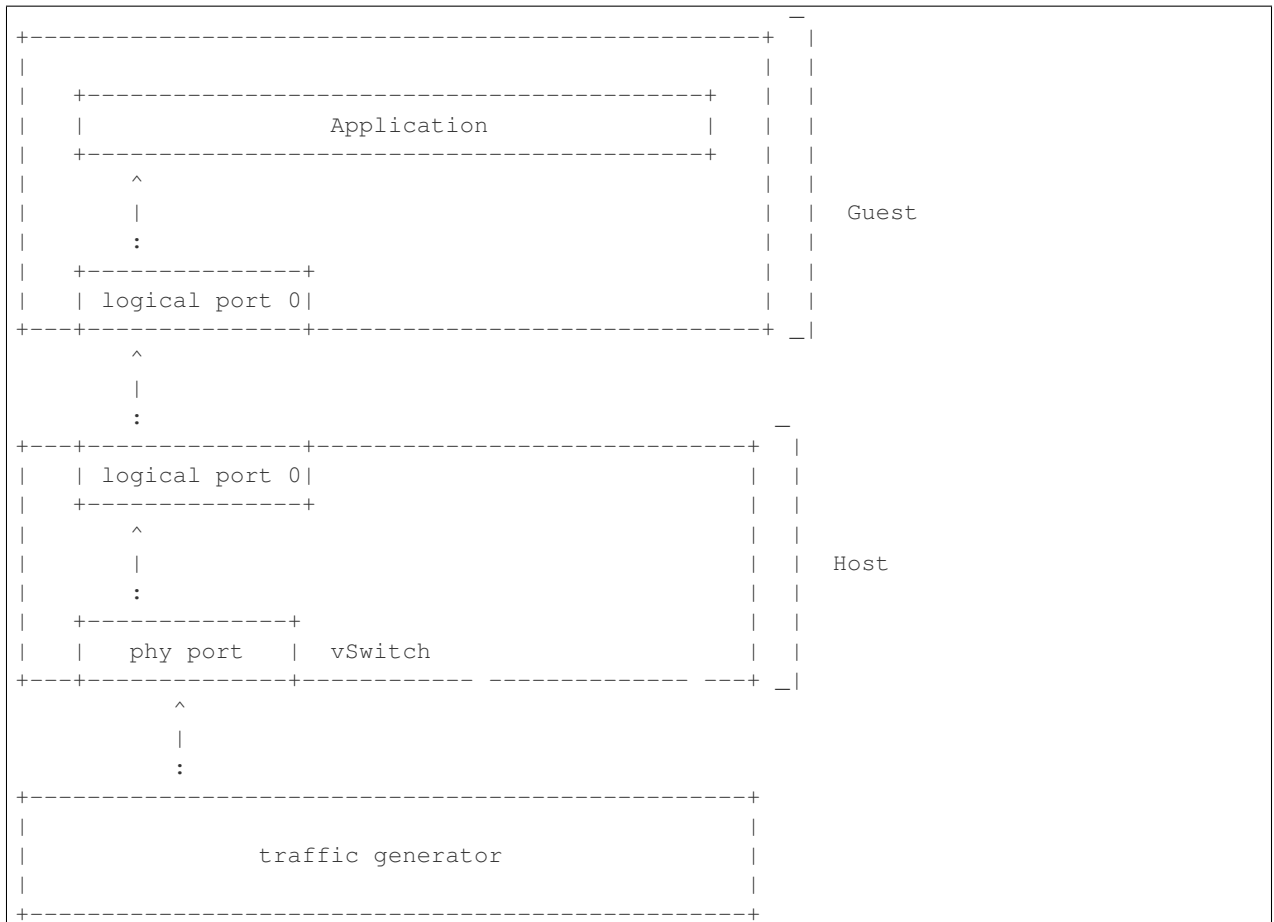 Application
Guest
logical port 0
logical port 0
Host
phy port vSwitch
traffic generator